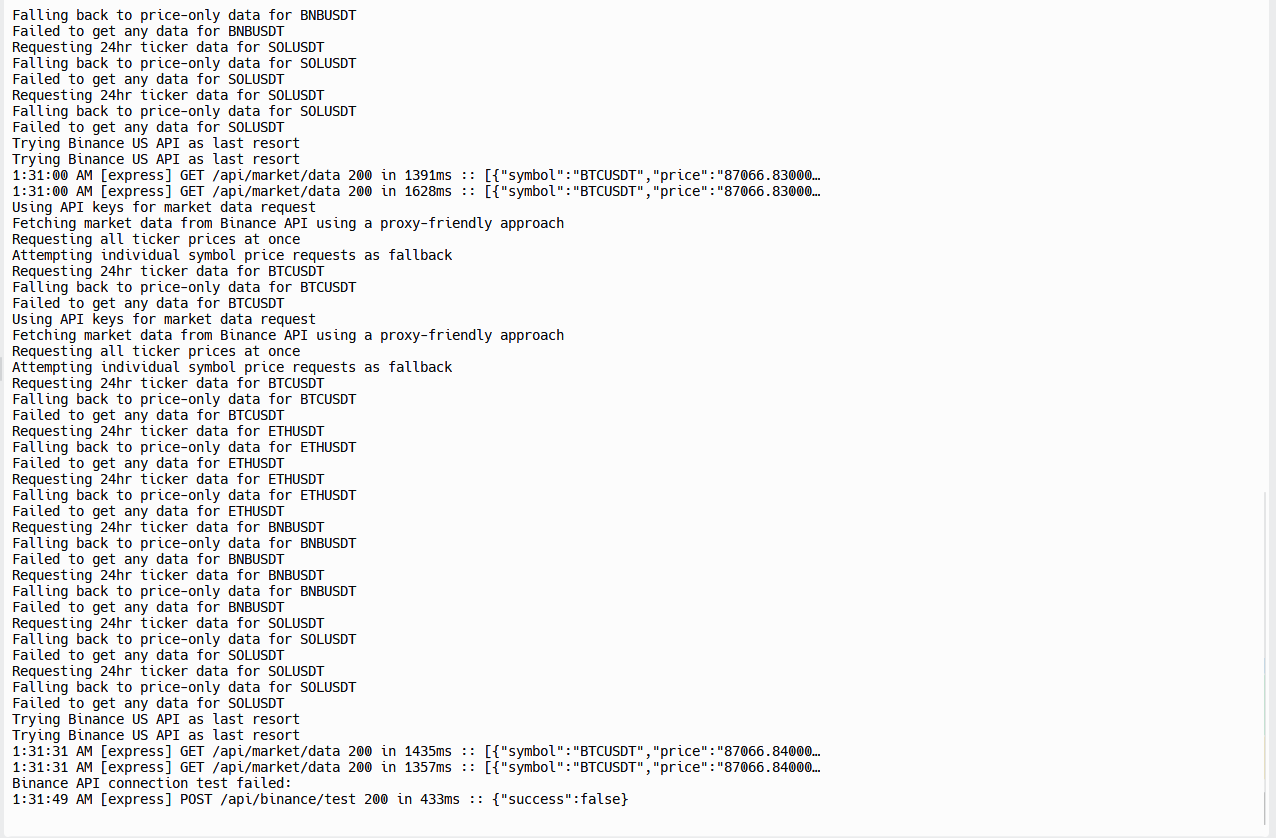 Falling back to price-only data for BNBUSDT
Failed to get any data for BNBUSDT
Requesting 24hr ticker data for SOLUSDT
Falling back to price-only data for SOLUSDT
Failed to get any data for SOLUSDT
Requesting 24hr ticker data for SOLUSDT
Falling back to price-only data for SOLUSDT
Failed to get any data for SOLUSDT
Trying Binance US API as last resort
Trying Binance US API as last resort
1:31:00 AM [express] GET /api/market/data 200 in 1391ms :: [{"symbol":"BTCUSDT","price":"87066.83000…
1:31:00 AM [express] GET /api/market/data 200 in 1628ms :: [{"symbol":"BTCUSDT","price":"87066.83000…
Using API keys for market data request
Fetching market data from Binance API using a proxy-friendly approach
Requesting all ticker prices at once
Attempting individual symbol price requests as fallback
Requesting 24hr ticker data for BTCUSDT
Falling back to price-only data for BTCUSDT
Failed to get any data for BTCUSDT
Using API keys for market data request
Fetching market data from Binance API using a proxy-friendly approach
Requesting all ticker prices at once
Attempting individual symbol price requests as fallback
Requesting 24hr ticker data for BTCUSDT
Falling back to price-only data for BTCUSDT
Failed to get any data for BTCUSDT
Requesting 24hr ticker data for ETHUSDT
Falling back to price-only data for ETHUSDT
Failed to get any data for ETHUSDT
Requesting 24hr ticker data for ETHUSDT
Falling back to price-only data for ETHUSDT
Failed to get any data for ETHUSDT
Requesting 24hr ticker data for BNBUSDT
Falling back to price-only data for BNBUSDT
Failed to get any data for BNBUSDT
Requesting 24hr ticker data for BNBUSDT
Falling back to price-only data for BNBUSDT
Failed to get any data for BNBUSDT
Requesting 24hr ticker data for SOLUSDT
Falling back to price-only data for SOLUSDT
Failed to get any data for SOLUSDT
Requesting 24hr ticker data for SOLUSDT
Falling back to price-only data for SOLUSDT
Failed to get any data for SOLUSDT
Trying Binance US API as last resort
Trying Binance US API as last resort
1:31:31 AM [express] GET /api/market/data 200 in 1435ms :: [{"symbol":"BTCUSDT","price":"87066.84000…
1:31:31 AM [express] GET /api/market/data 200 in 1357ms :: [{"symbol":"BTCUSDT","price":"87066.84000…
Binance API connection test failed:
1:31:49 AM [express] POST /api/binance/test 200 in 433ms :: {"success":false}